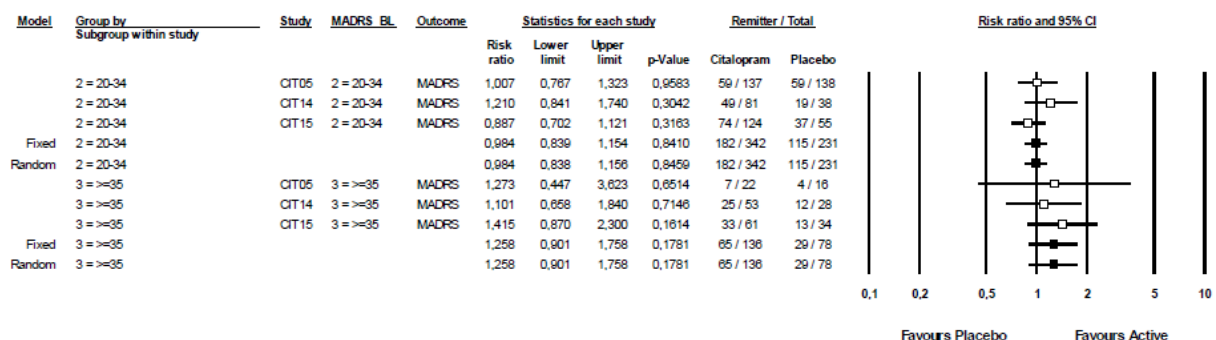 Model Group by Study MADRS_BL Outcome Statistics for each study Remitter / Total Risk ratio and 95% CI
Subgroup within study
Risk Lower Upper
ratio limit limit p-Value Citalopram Placebo
2 = 20-34 CIT05 2 = 20-34 MADRS 1,007 0,767 1,323 0,9583 59 / 137 59 / 138
2 = 20-34 CIT14 2 = 20-34 MADRS 1,210 0,841 1,740 0,3042 49 / 81 19 / 38
2 = 20-34 CIT15 2 = 20-34 MADRS 0,887 0,702 1,121 0,3163 74 / 124 37 / 55
Fixed 2 = 20-34 0,984 0,839 1,154 0,8410 182 / 342 115 / 231
Random 2 = 20-34 0,984 0,838 1,156 0,8459 182 / 342 115 / 231
3 = >=35 CIT05 3 = >=35 MADRS 1,273 0,447 3,623 0,6514 7 / 22 4 / 16
3 = >=35 CIT14 3 = >=35 MADRS 1,101 0,658 1,840 0,7146 25 / 53 12 / 28
3 = >=35 CIT15 3 = >=35 MADRS 1,415 0,870 2,300 0,1614 33 / 61 13 / 34
Fixed 3 = >=35 1,258 0,901 1,758 0,1781 65 / 136 29 / 78
Random 3 = >=35 1,258 0,901 1,758 0,1781 65 / 136 29 / 78
0,1 0,2 0,5 1 2 5 10
Favours Placebo Favours Active